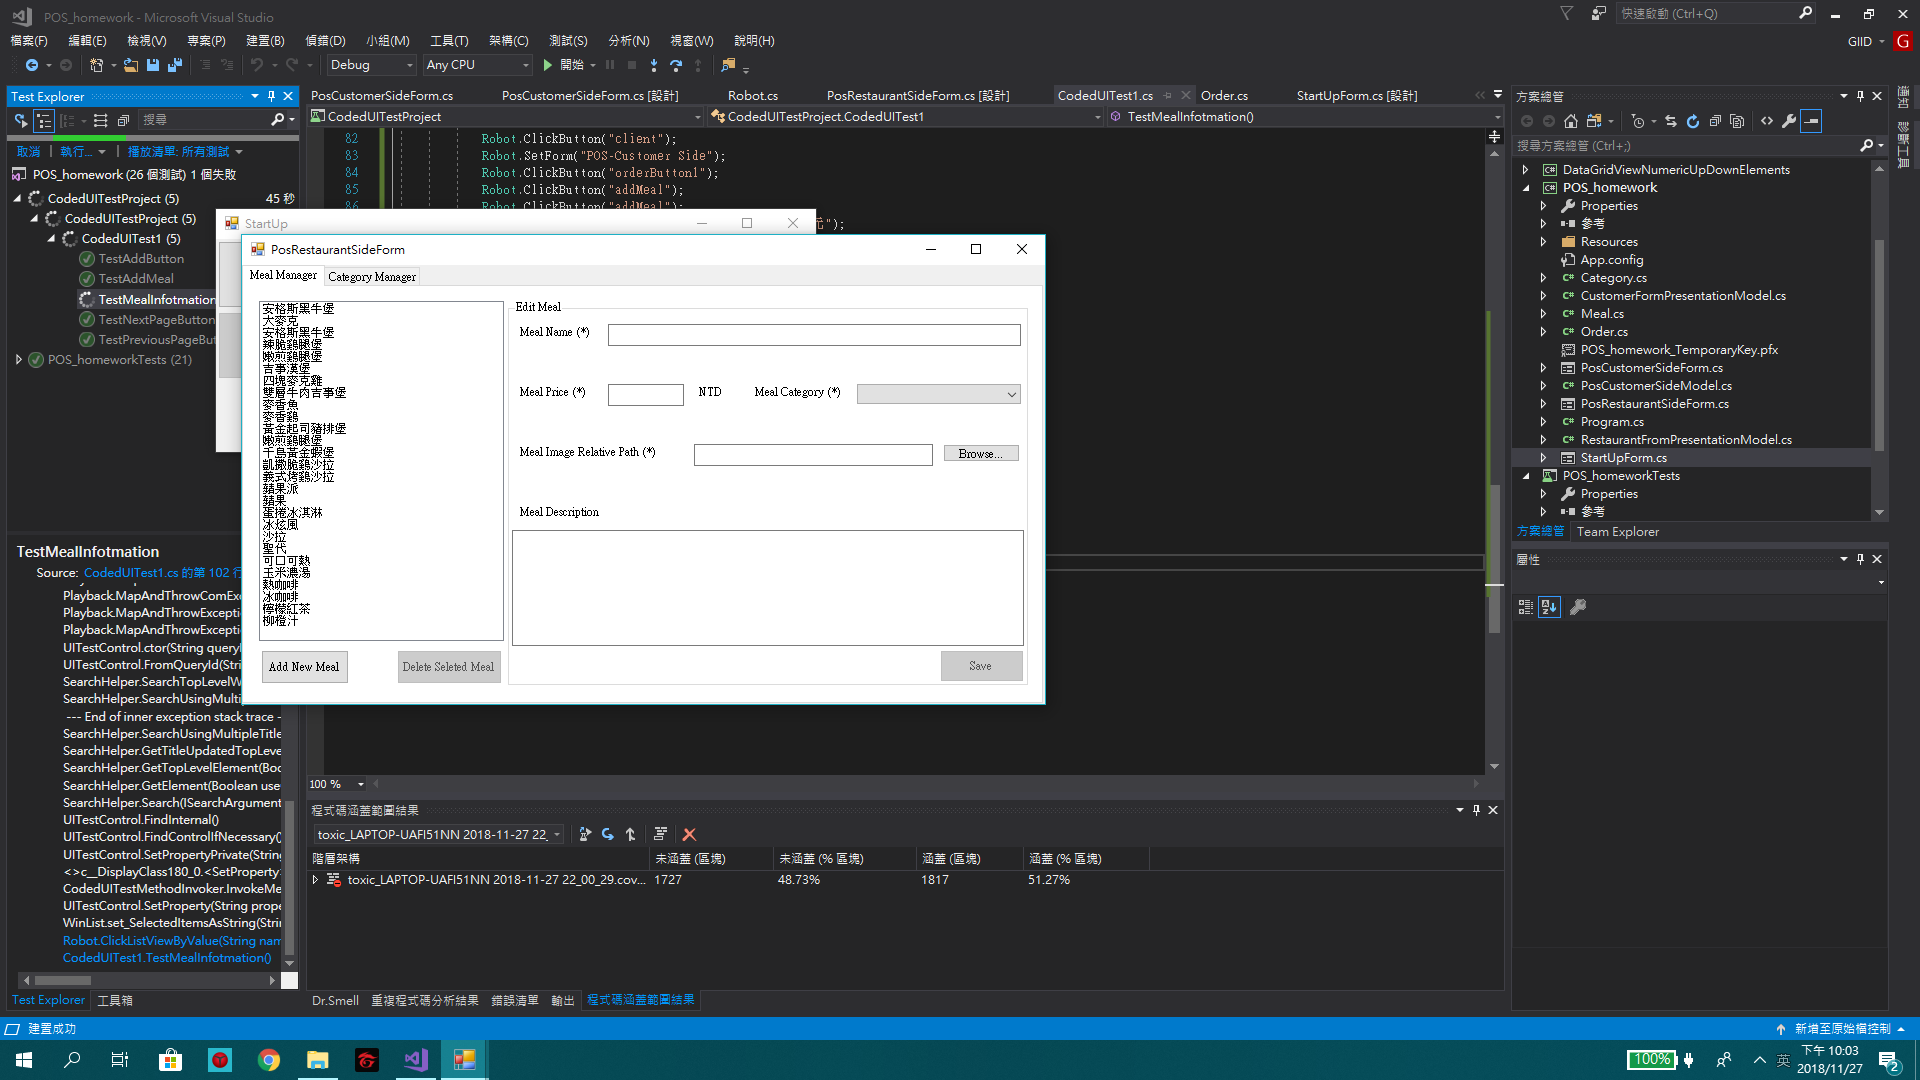 POS_homework - Microsoft Visual Studio
快速啟動 (Ctrl+Q)
檔案(F) 編輯(E) 檢視(V) 專案(P) 建置(B) 偵錯(D) 小組(M) 工具(T) 架構(C) 測試(S) 分析(N) 視窗(W) 說明(H)
GIID G
Debug Any CPU 開始
Test Explorer
搜尋
取消 執行... 播放清單: 所有測試
POS_homework (26 個測試) 1 個失敗
CodedUITestProject (5) 45 秒
CodedUITestProject (5)
CodedUITest1 (5)
TestAddButton
TestAddMeal
TestMealInfotmation
TestNextPageButton
TestPreviousPageBut
POS_homeworkTests (21)
TestMealInfotmation
Source: CodedUITest1.cs 的第 102 行
Playback.MapAndThrowComEx
Playback.MapAndThrowExcepti
Playback.MapAndThrowExcepti
UITestControl.ctor(String queryI
UITestControl.FromQueryId(Stri
SearchHelper.SearchTopLevelW
SearchHelper.SearchUsingMulti
--- End of inner exception stack trace -
SearchHelper.SearchUsingMultipleTitle
SearchHelper.GetTitleUpdatedTopLeve
SearchHelper.GetTopLevelElement(Boo
SearchHelper.GetElement(Boolean use
SearchHelper.Search(ISearchArgument
UITestControl.FindInternal()
UITestControl.FindControlIfNecessary()
UITestControl.SetPropertyPrivate(String
<>c__DisplayClass180_0.<SetProperty>
CodedUITestMethodInvoker.InvokeMe
UITestControl.SetProperty(String prope
WinList.set_SelectedItemsAsString(Stri
Robot.ClickListViewByValue(String nam
CodedUITest1.TestMealInfotmation()
Test Explorer 工具箱
PosCustomerSideForm.cs PosCustomerSideForm.cs [設計] Robot.cs PosRestaurantSideForm.cs [設計] CodedUITest1.cs Order.cs StartUpForm.cs [設計]
CodedUITestProject CodedUITestProject.CodedUITest1 TestMealInfotmation()
82 Robot.ClickButton("client");
83 Robot.SetForm("POS-Customer Side");
84 Robot.ClickButton("orderButton1");
85 Robot.ClickButton("addMeal");
86 Robot.ClickButton("addMeal");
元");
StartUp
PosRestaurantSideForm
Meal Manager Category Manager
安格斯黑牛堡
大麥克
安格斯黑牛堡
辣脆雞腿堡
嫩煎雞腿堡
吉事漢堡
四塊麥克雞
雙層牛肉吉事堡
麥香魚
麥香雞
黃金起司豬排堡
嫩煎雞腿堡
千島黃金蝦堡
凱撒脆雞沙拉
義式烤雞沙拉
蘋果派
蘋果
蛋捲冰淇淋
冰炫風
沙拉
聖代
可口可熱
玉米濃湯
熱咖啡
冰咖啡
檸檬紅茶
柳橙汁
Add New Meal Delete Seleted Meal
Edit Meal
Meal Name (*)
Meal Price (*) NTD Meal Category (*)
Meal Image Relative Path (*) Browse...
Meal Description
Save
100 %
程式碼涵蓋範圍結果
toxic_LAPTOP-UAFI51NN 2018-11-27 22_
階層架構 未涵蓋 (區塊) 未涵蓋 (% 區塊) 涵蓋 (區塊) 涵蓋 (% 區塊)
toxic_LAPTOP-UAFI51NN 2018-11-27 22_00_29.cov... 1727 48.73% 1817 51.27%
Dr.Smell 重複程式碼分析結果 錯誤清單 輸出 程式碼涵蓋範圍結果
方案總管
搜尋方案總管 (Ctrl+;)
DataGridViewNumericUpDownElements
POS_homework
Properties
參考
Resources
App.config
Category.cs
CustomerFormPresentationModel.cs
Meal.cs
Order.cs
POS_homework_TemporaryKey.pfx
PosCustomerSideForm.cs
PosCustomerSideModel.cs
PosRestaurantSideForm.cs
Program.cs
RestaurantFromPresentationModel.cs
StartUpForm.cs
POS_homeworkTests
Properties
參考
方案總管 Team Explorer
屬性
通知
診斷工具
建置成功
新增至原始檔控制
100% 英 下午 10:03
2018/11/27 2